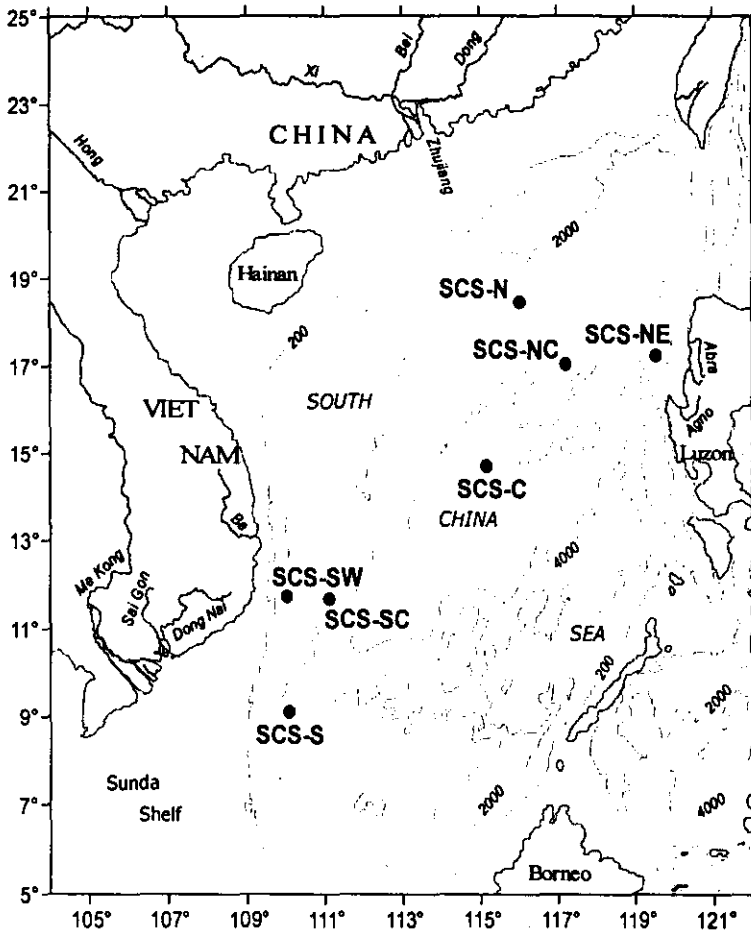 25°
23°
21°
19°
17°
15°
13°
11°
9°
7°
5°
Xi
Bei
Dong
CHINA
Zhujiang
Hong
2000
Hainan
SCS-N
200
SCS-NC
SCS-NE
Abra
SOUTH
VIET
NAM
Agno
Luzon
SCS-C
CHINA
Ba
4000
Me Kong
Sai Gon
Dong Nai
SCS-SW
SCS-SC
SEA
200
2000
SCS-S
Sunda
Shelf
2000
4000
Borneo
105° 107° 109° 111° 113° 115° 117° 119° 121°